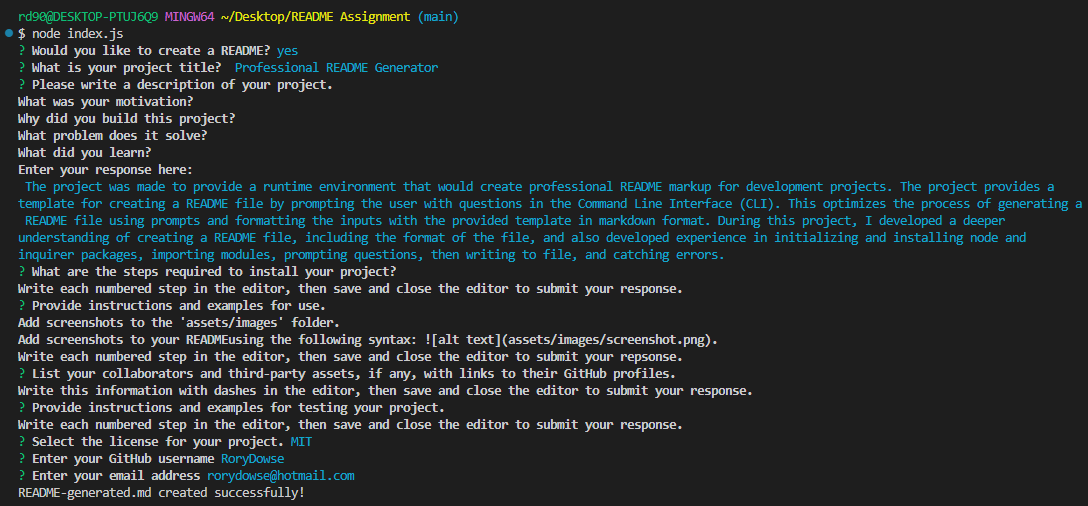 rd90@DESKTOP-PTUJ6Q9 MINGW64 ~/Desktop/README Assignment (main)
$ node index.js
? Would you like to create a README? yes
? What is your project title?  Professional README Generator
? Please write a description of your project.
What was your motivation?
Why did you build this project?
What problem does it solve?
What did you learn?
Enter your response here:
 The project was made to provide a runtime environment that would create professional README markup for development projects. The project provides a
template for creating a README file by prompting the user with questions in the Command Line Interface (CLI). This optimizes the process of generating a
 README file using prompts and formatting the inputs with the provided template in markdown format. During this project, I developed a deeper
understanding of creating a README file, including the format of the file, and also developed experience in initializing and installing node and
inquirer packages, importing modules, prompting questions, then writing to file, and catching errors.
? What are the steps required to install your project?
Write each numbered step in the editor, then save and close the editor to submit your response.
? Provide instructions and examples for use.
Add screenshots to the 'assets/images' folder.
Add screenshots to your READMEusing the following syntax: ![alt text](assets/images/screenshot.png).
Write each numbered step in the editor, then save and close the editor to submit your repsonse.
? List your collaborators and third-party assets, if any, with links to their GitHub profiles.
Write this information with dashes in the editor, then save and close the editor to submit your response.
? Provide instructions and examples for testing your project.
Write each numbered step in the editor, then save and close the editor to submit your response.
? Select the license for your project. MIT
? Enter your GitHub username RoryDowse
? Enter your email address rorydowse@hotmail.com
README-generated.md created successfully!